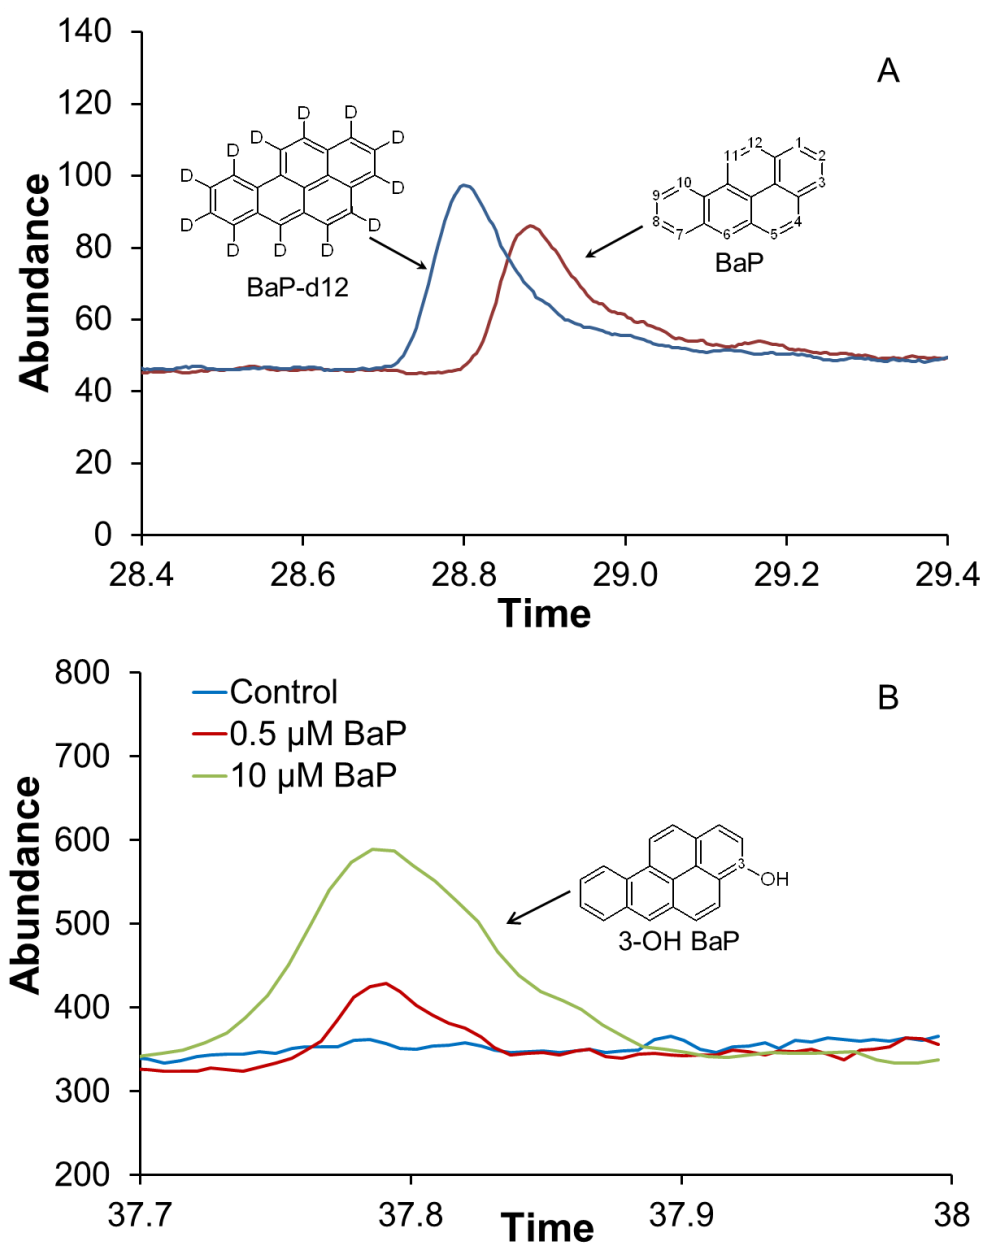 140
A
120
100
80
60
40
20
0
Abundance
D D
D D
D D
D D
D D
D D
BaP-d12
12 1
11 2
10 3
9
8 4
7 6 5
BaP
28.4 28.6 28.8 29.0 29.2 29.4
Time
800
B
700
600
500
400
300
200
Abundance
Control
0.5 µM BaP
10 µM BaP
3
OH
3-OH BaP
37.7 37.8 37.9 38
Time